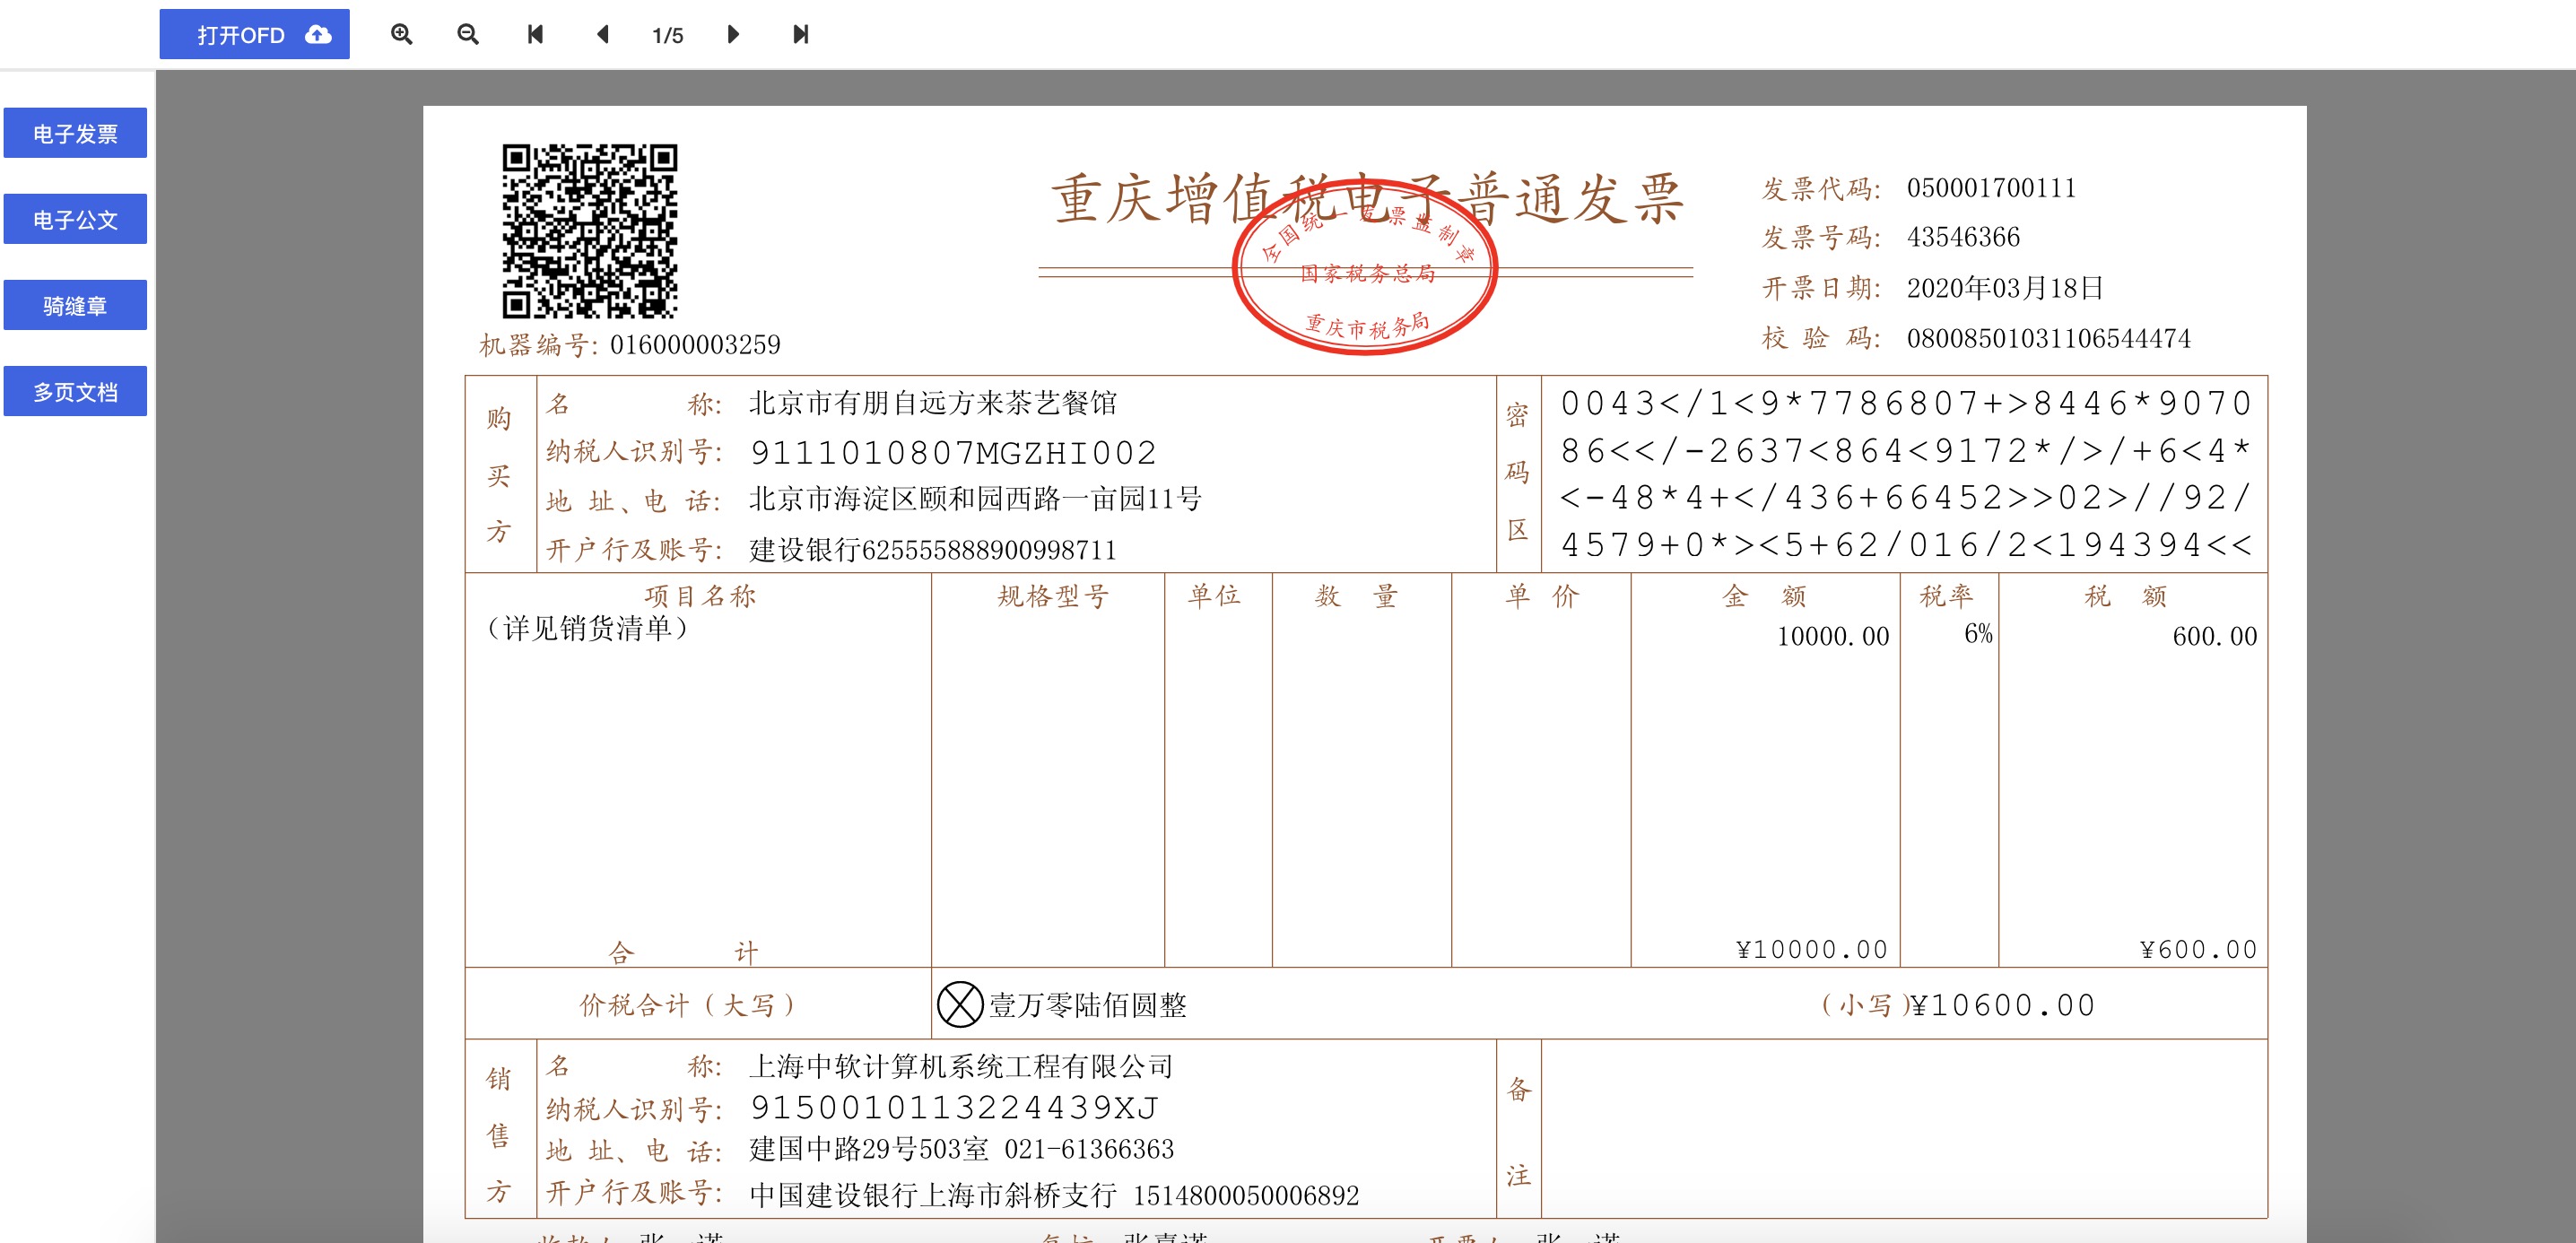 打开OFD
1/5
电子发票
电子公文
骑缝章
多页文档
重庆增值税电子普通发票
全国统一发票监制章
国家税务总局
重庆市税务局
发票代码: 050001700111
发票号码: 43546366
开票日期: 2020年03月18日
校验码: 08008501031106544474
机器编号: 016000003259
购买方
名称: 北京市有朋自远方来茶艺餐馆
纳税人识别号: 9111010807MGZHI002
地址、电话: 北京市海淀区颐和园西路一亩园11号
开户行及账号: 建设银行6255555888900998711
密码区
0043</1<9*7786807+>8446*9070
86<</-2637<864<9172*/>/+6<4*
<-48*4+</436+66452>>02>//92/
4579+0*><5+62/016/2<194394<<
项目名称 规格型号 单位 数量 单价 金额 税率 税额
（详见销货清单） 10000.00 6% 600.00
合计 ¥10000.00 ¥600.00
价税合计（大写） 壹万零陆佰圆整 （小写）¥10600.00
销售方
名称: 上海中软计算机系统工程有限公司
纳税人识别号: 9150010113224439XJ
地址、电话: 建国中路29号503室 021-61366363
开户行及账号: 中国建设银行上海市斜桥支行 1514800050006892
备注